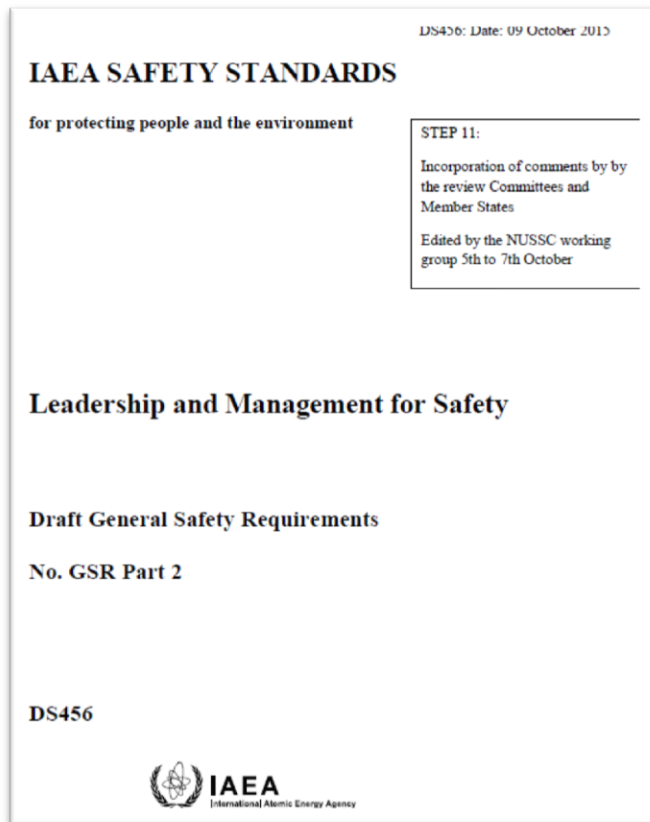 DS456: Date: 09 October 2015
IAEA SAFETY STANDARDS
for protecting people and the environment
STEP 11:
Incorporation of comments by by
the review Committees and
Member States
Edited by the NUSSC working
group 5th to 7th October
Leadership and Management for Safety
Draft General Safety Requirements
No. GSR Part 2
DS456
IAEA
International Atomic Energy Agency